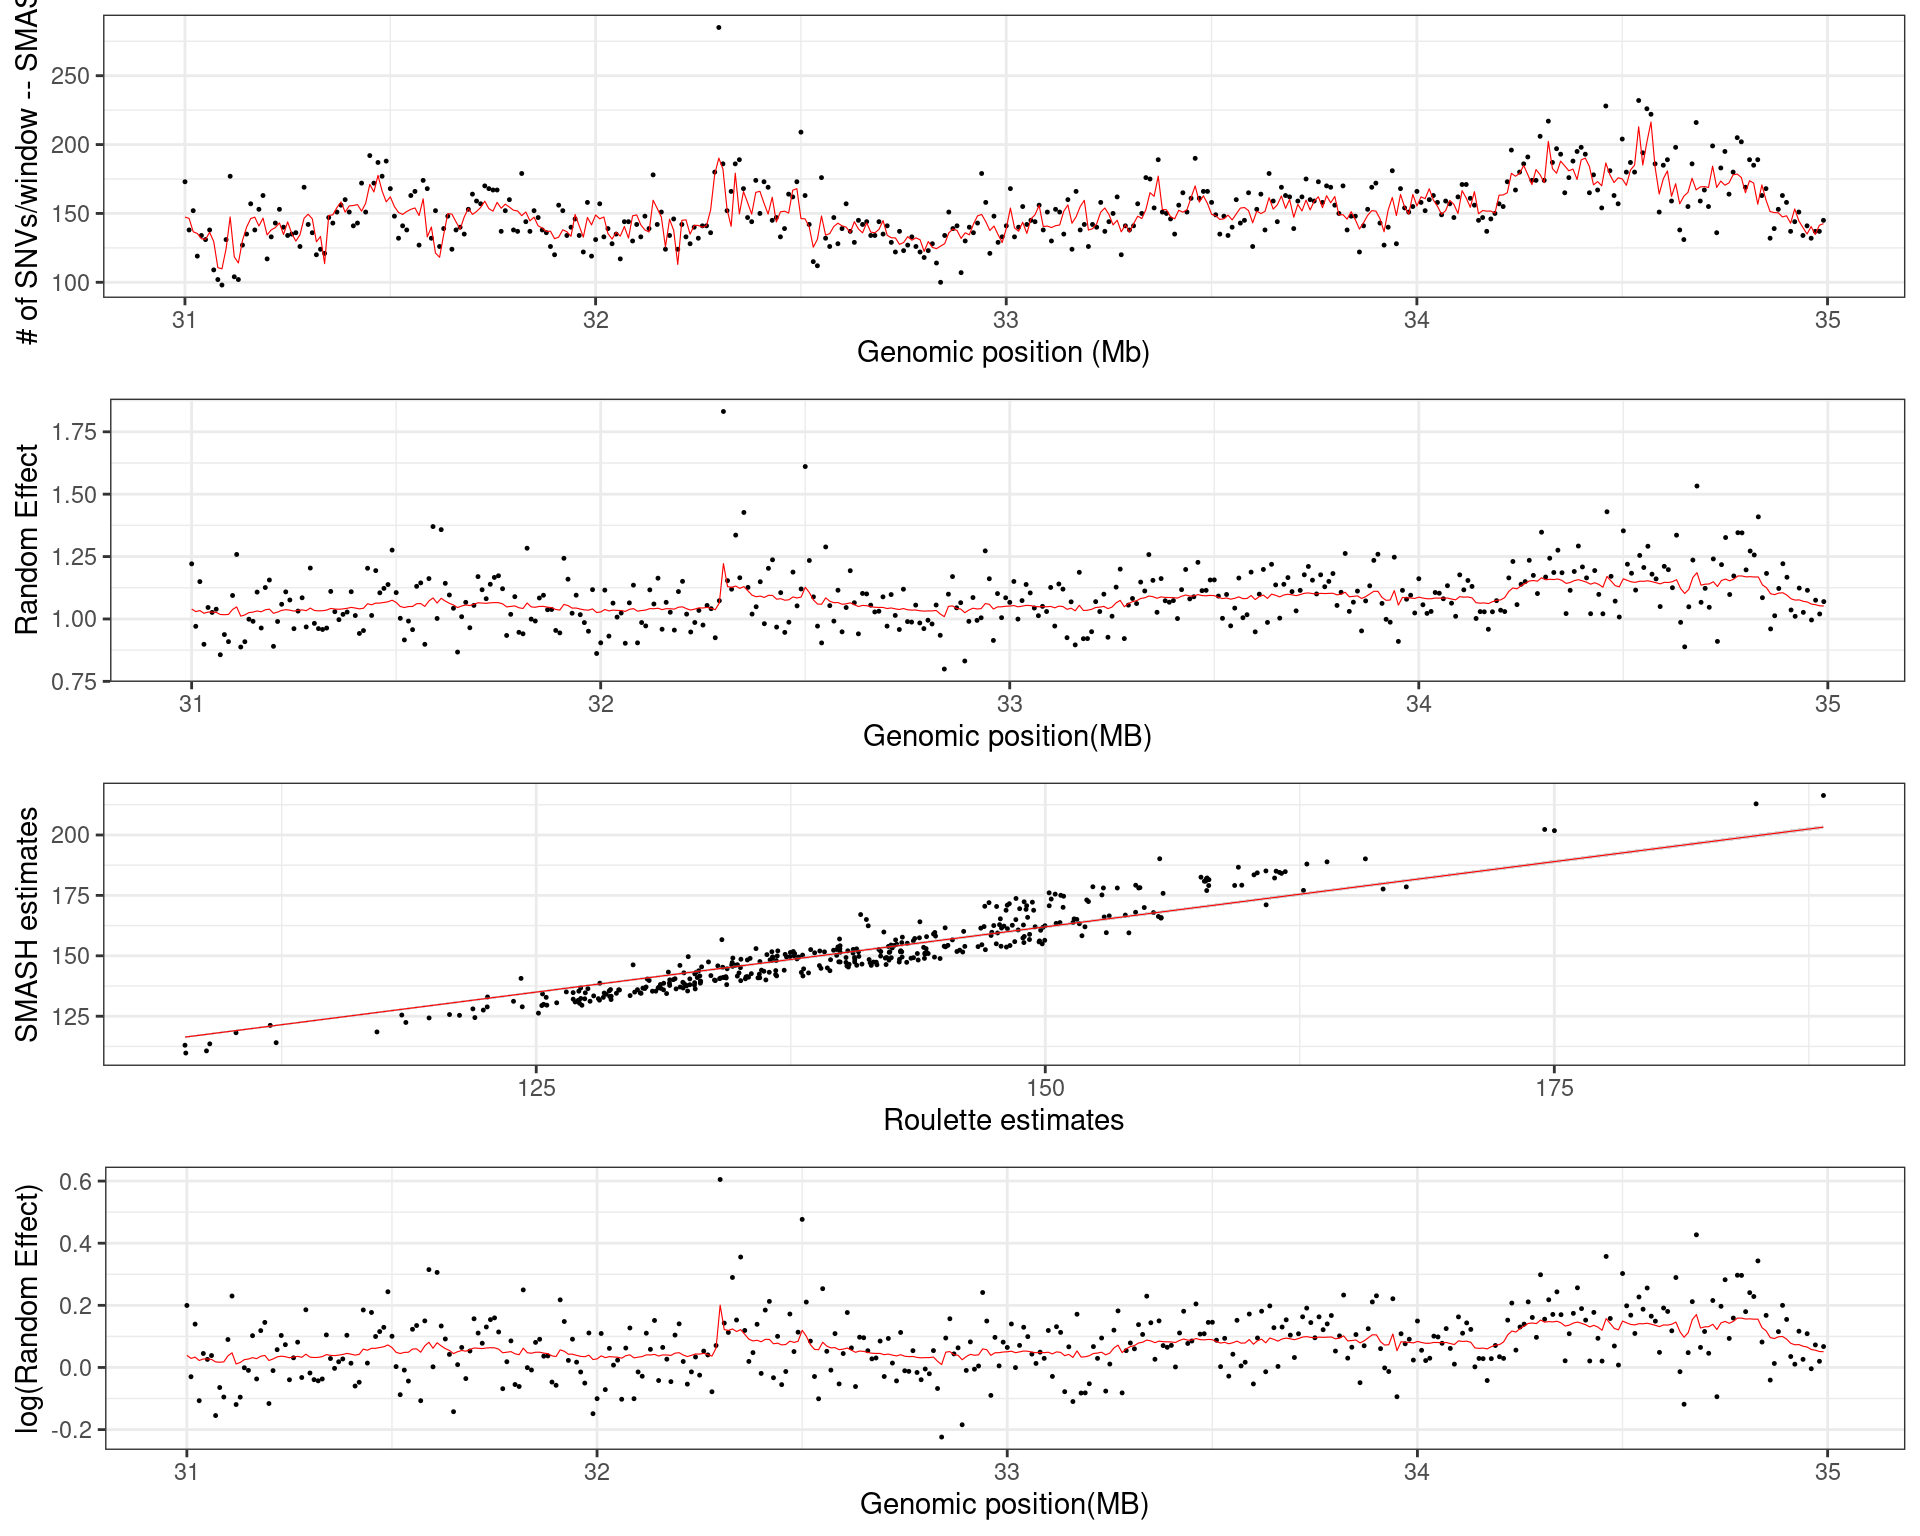 # of SNVs/window -- SMAS
250
200
150
100
31 32 33 34 35
Genomic position (Mb)
Random Effect
1.75
1.50
1.25
1.00
0.75
31 32 33 34 35
Genomic position(MB)
SMASH estimates
200
175
150
125
125 150 175
Roulette estimates
log(Random Effect)
0.6
0.4
0.2
0.0
-0.2
31 32 33 34 35
Genomic position(MB)